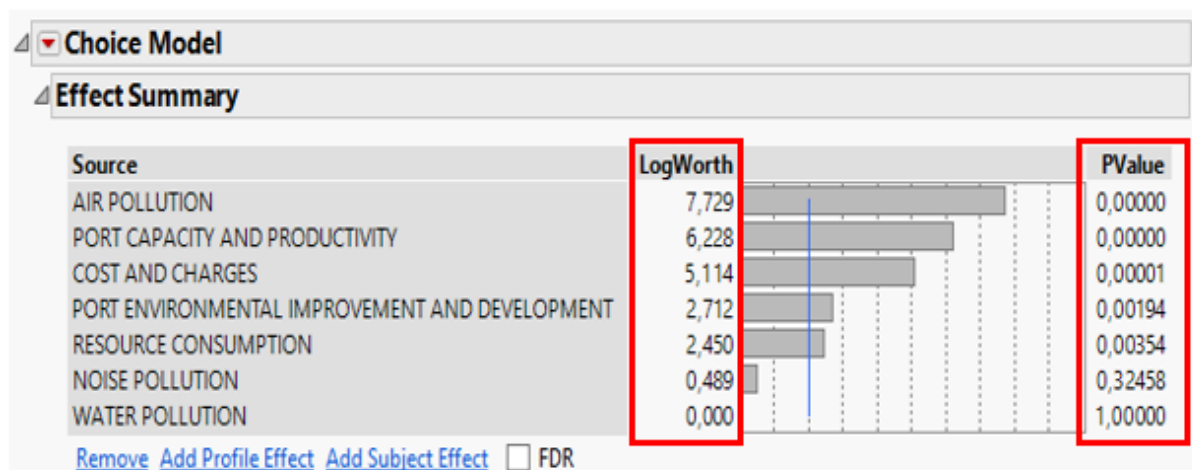 Choice Model
Effect Summary
Source LogWorth PValue
AIR POLLUTION 7,729 0,00000
PORT CAPACITY AND PRODUCTIVITY 6,228 0,00000
COST AND CHARGES 5,114 0,00001
PORT ENVIRONMENTAL IMPROVEMENT AND DEVELOPMENT 2,712 0,00194
RESOURCE CONSUMPTION 2,450 0,00354
NOISE POLLUTION 0,489 0,32458
WATER POLLUTION 0,000 1,00000
Remove Add Profile Effect Add Subject Effect FDR